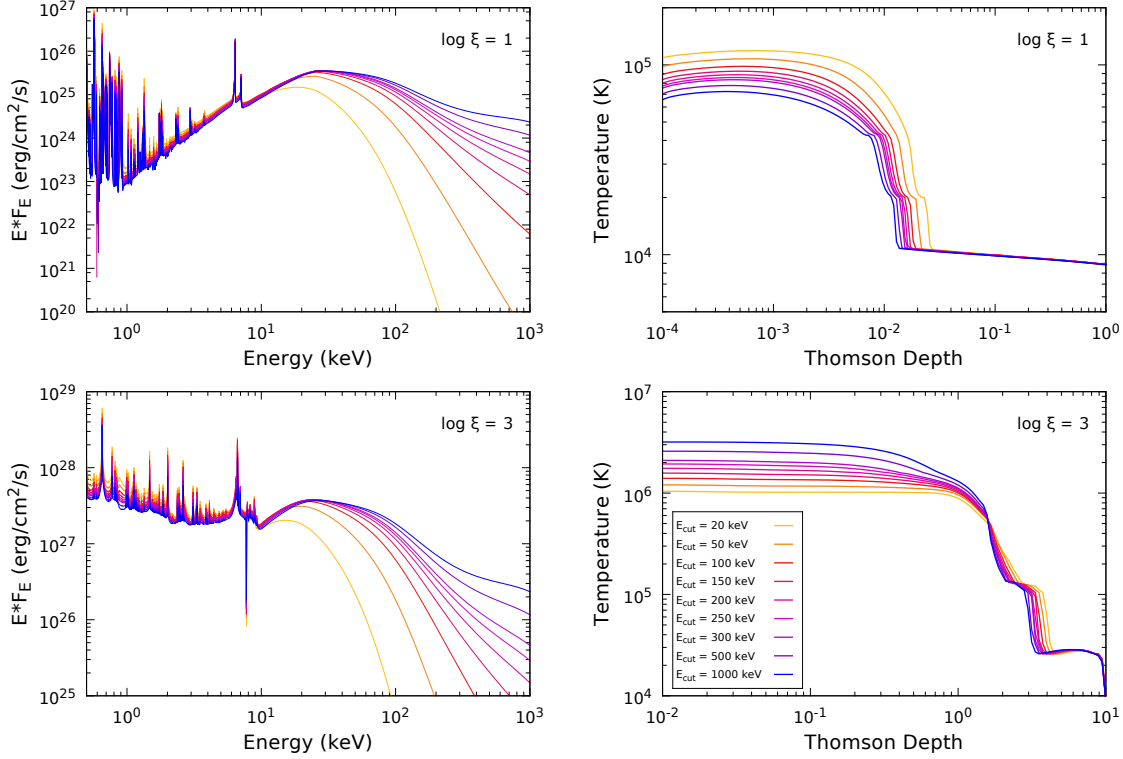 10^27
10^26
10^25
10^24
10^23
10^22
10^21
10^20
E*F_E (erg/cm^2/s)
log ξ = 1
10^0
10^1
10^2
10^3
Energy (keV)
10^5
10^4
Temperature (K)
log ξ = 1
10^-4
10^-3
10^-2
10^-1
10^0
Thomson Depth
10^29
10^28
10^27
10^26
10^25
E*F_E (erg/cm^2/s)
log ξ = 3
10^0
10^1
10^2
10^3
Energy (keV)
10^7
10^6
10^5
10^4
Temperature (K)
log ξ = 3
E_cut = 20 keV
E_cut = 50 keV
E_cut = 100 keV
E_cut = 150 keV
E_cut = 200 keV
E_cut = 250 keV
E_cut = 300 keV
E_cut = 500 keV
E_cut = 1000 keV
10^-2
10^-1
10^0
10^1
Thomson Depth